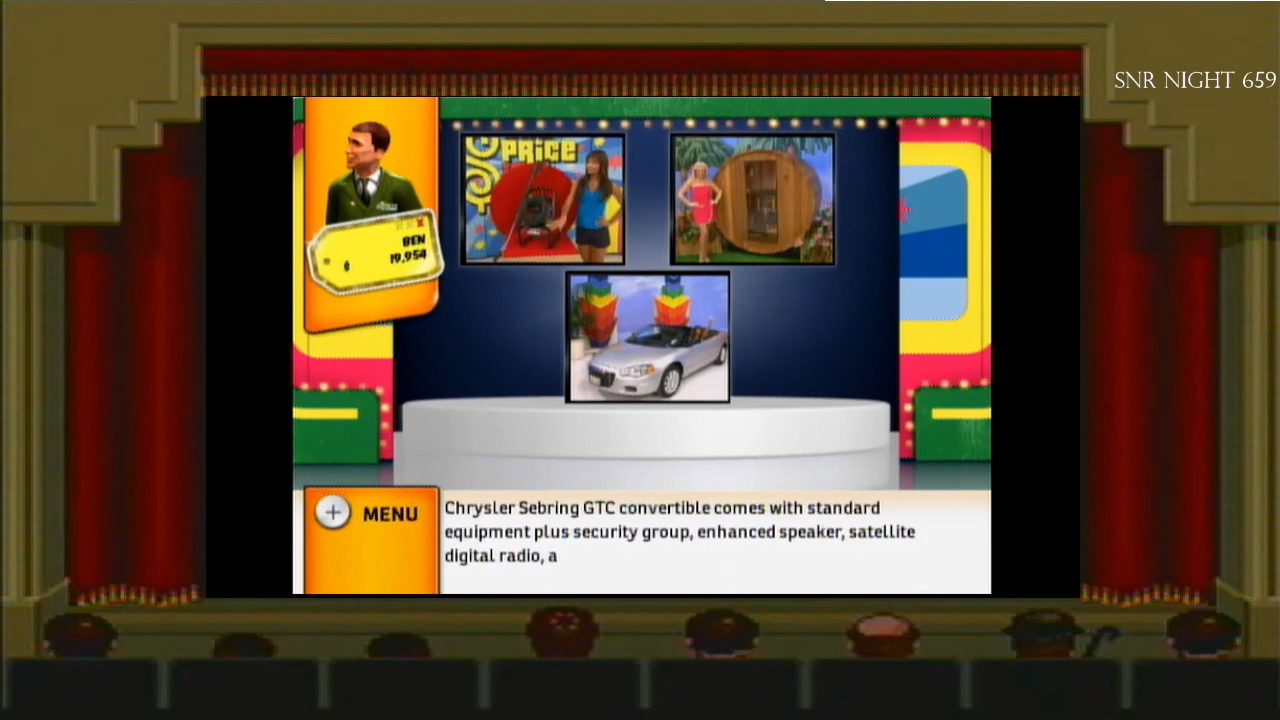 SNR NIGHT 659
PRiCe
BEN
19,954
MENU
Chrysler Sebring GTC convertible comes with standard
equipment plus security group, enhanced speaker, satellite
digital radio, a